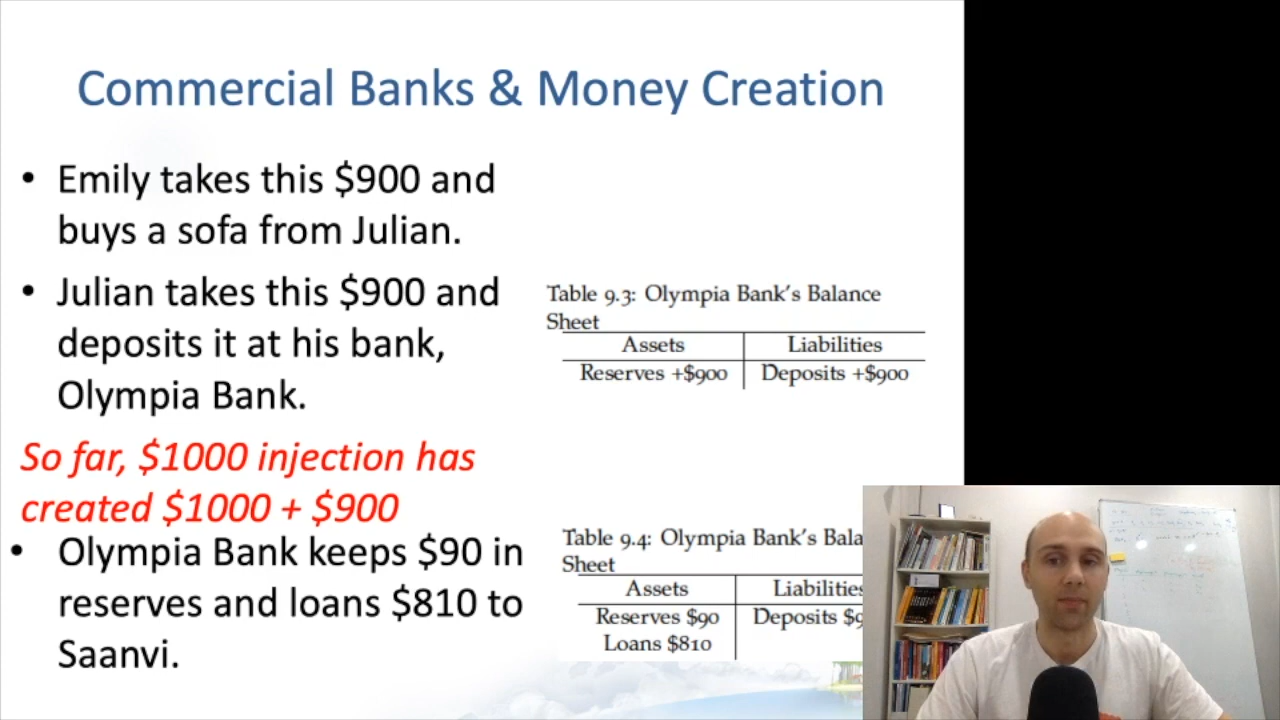 Commercial Banks & Money Creation
• Emily takes this $900 and
buys a sofa from Julian.
• Julian takes this $900 and
deposits it at his bank,
Olympia Bank.
So far, $1000 injection has
created $1000 + $900
• Olympia Bank keeps $90 in
reserves and loans $810 to
Saanvi.
Table 9.3: Olympia Bank's Balance
Sheet
Assets Liabilities
Reserves +$900 Deposits +$900
Table 9.4: Olympia Bank's
Sheet
Assets
Reserves $90 Deposits
Loans $810